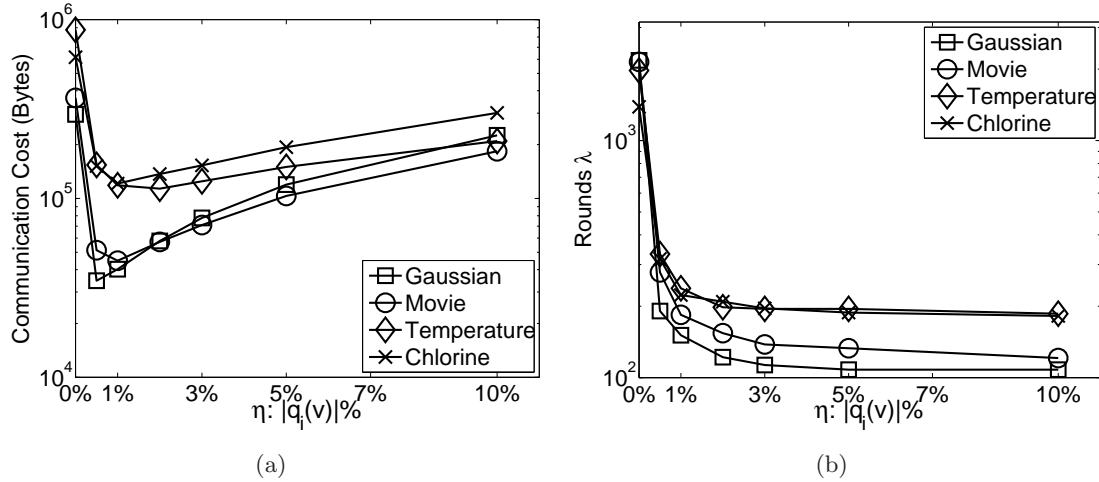 Communication Cost (Bytes)
10^6
10^5
10^4
0% 1% 3% 5% 7% 10%
η: |q_i(v)|%
Gaussian
Movie
Temperature
Chlorine
(a)
Rounds λ
10^3
10^2
0% 1% 3% 5% 7% 10%
η: |q_i(v)|%
Gaussian
Movie
Temperature
Chlorine
(b)